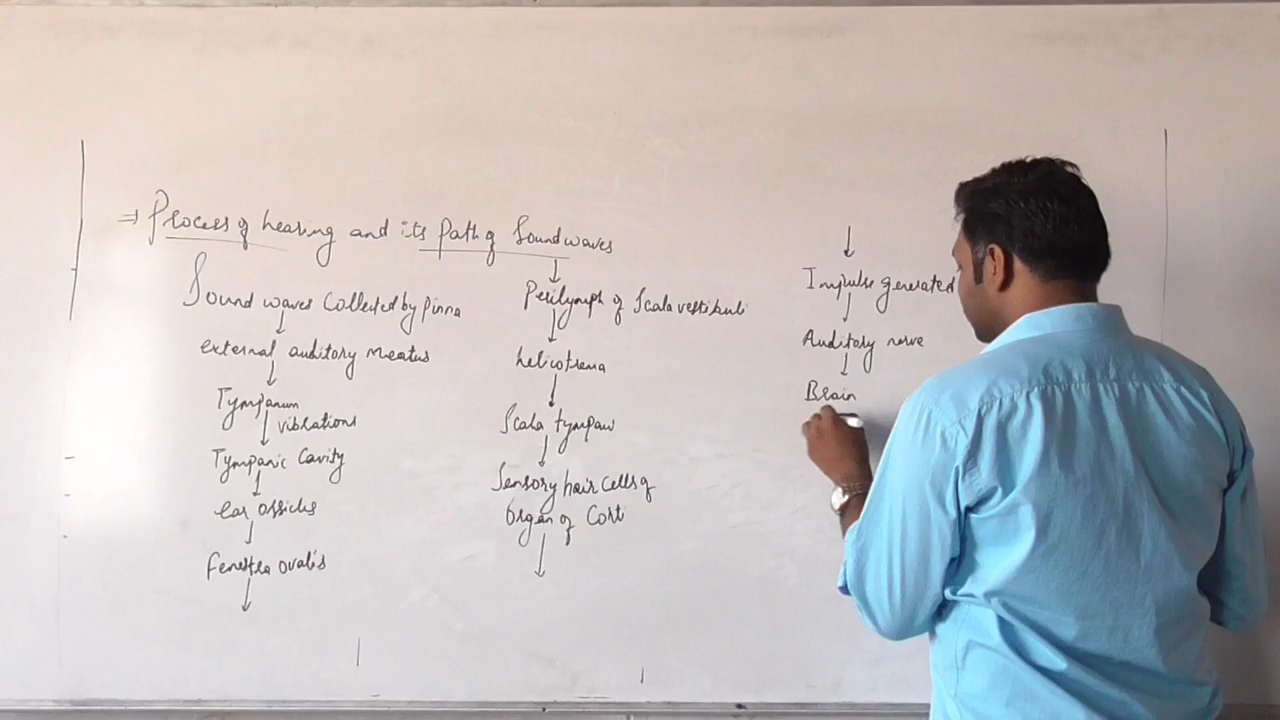 ⇒ Process of hearing and its Path of Sound waves
Sound waves Collected by Pinna
↓
external auditory meatus
↓
Tympanum
↓ vibrations
Tympanic Cavity
↓
ear ossicles
↓
Fenestra ovalis
↓
↓
Perilymph of Scala vestibuli
↓
helicotrema
↓
Scala tympani
↓
Sensory hair cells of
Organ of Corti
↓
↓
Impulse generated
↓
Auditory nerve
↓
Brain